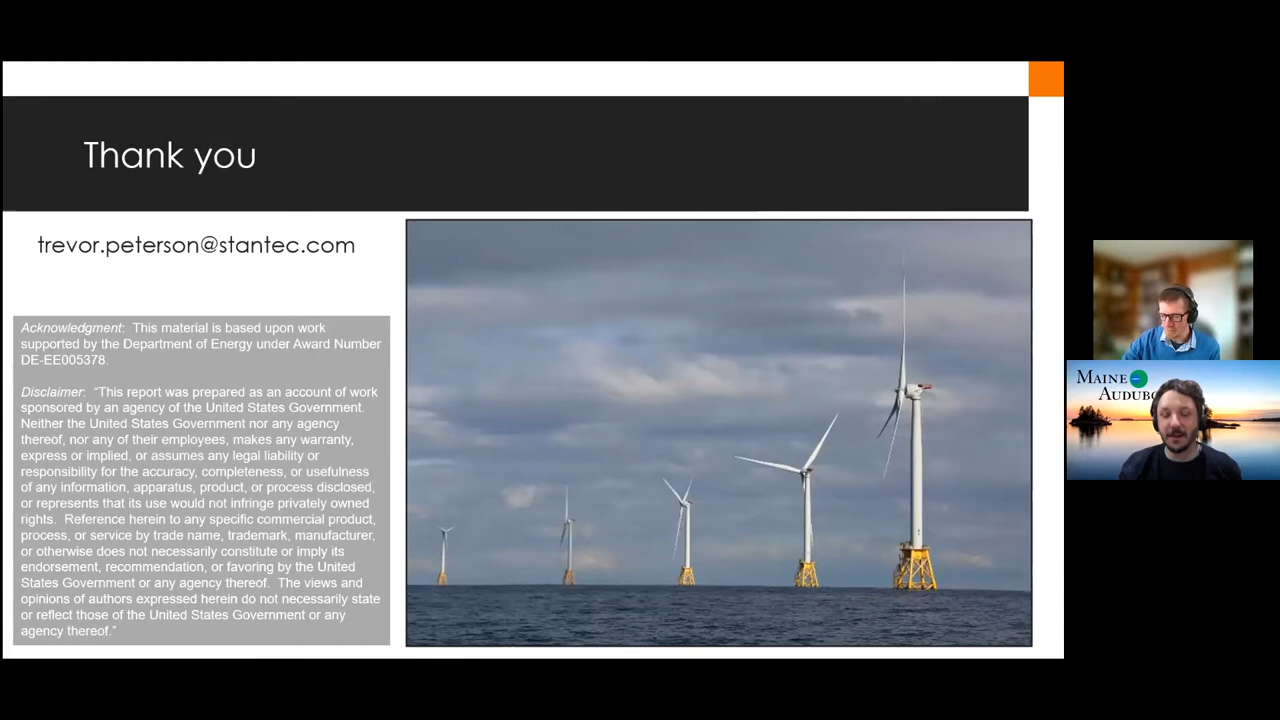 Thank you
trevor.peterson@stantec.com
Acknowledgment: This material is based upon work
supported by the Department of Energy under Award Number
DE-EE005378.
Disclaimer: “This report was prepared as an account of work
sponsored by an agency of the United States Government.
Neither the United States Government nor any agency
thereof, nor any of their employees, makes any warranty,
express or implied, or assumes any legal liability or
responsibility for the accuracy, completeness, or usefulness
of any information, apparatus, product, or process disclosed,
or represents that its use would not infringe privately owned
rights. Reference herein to any specific commercial product,
process, or service by trade name, trademark, manufacturer,
or otherwise does not necessarily constitute or imply its
endorsement, recommendation, or favoring by the United
States Government or any agency thereof. The views and
opinions of authors expressed herein do not necessarily state
or reflect those of the United States Government or any
agency thereof.”
MAINE
AUDUBO